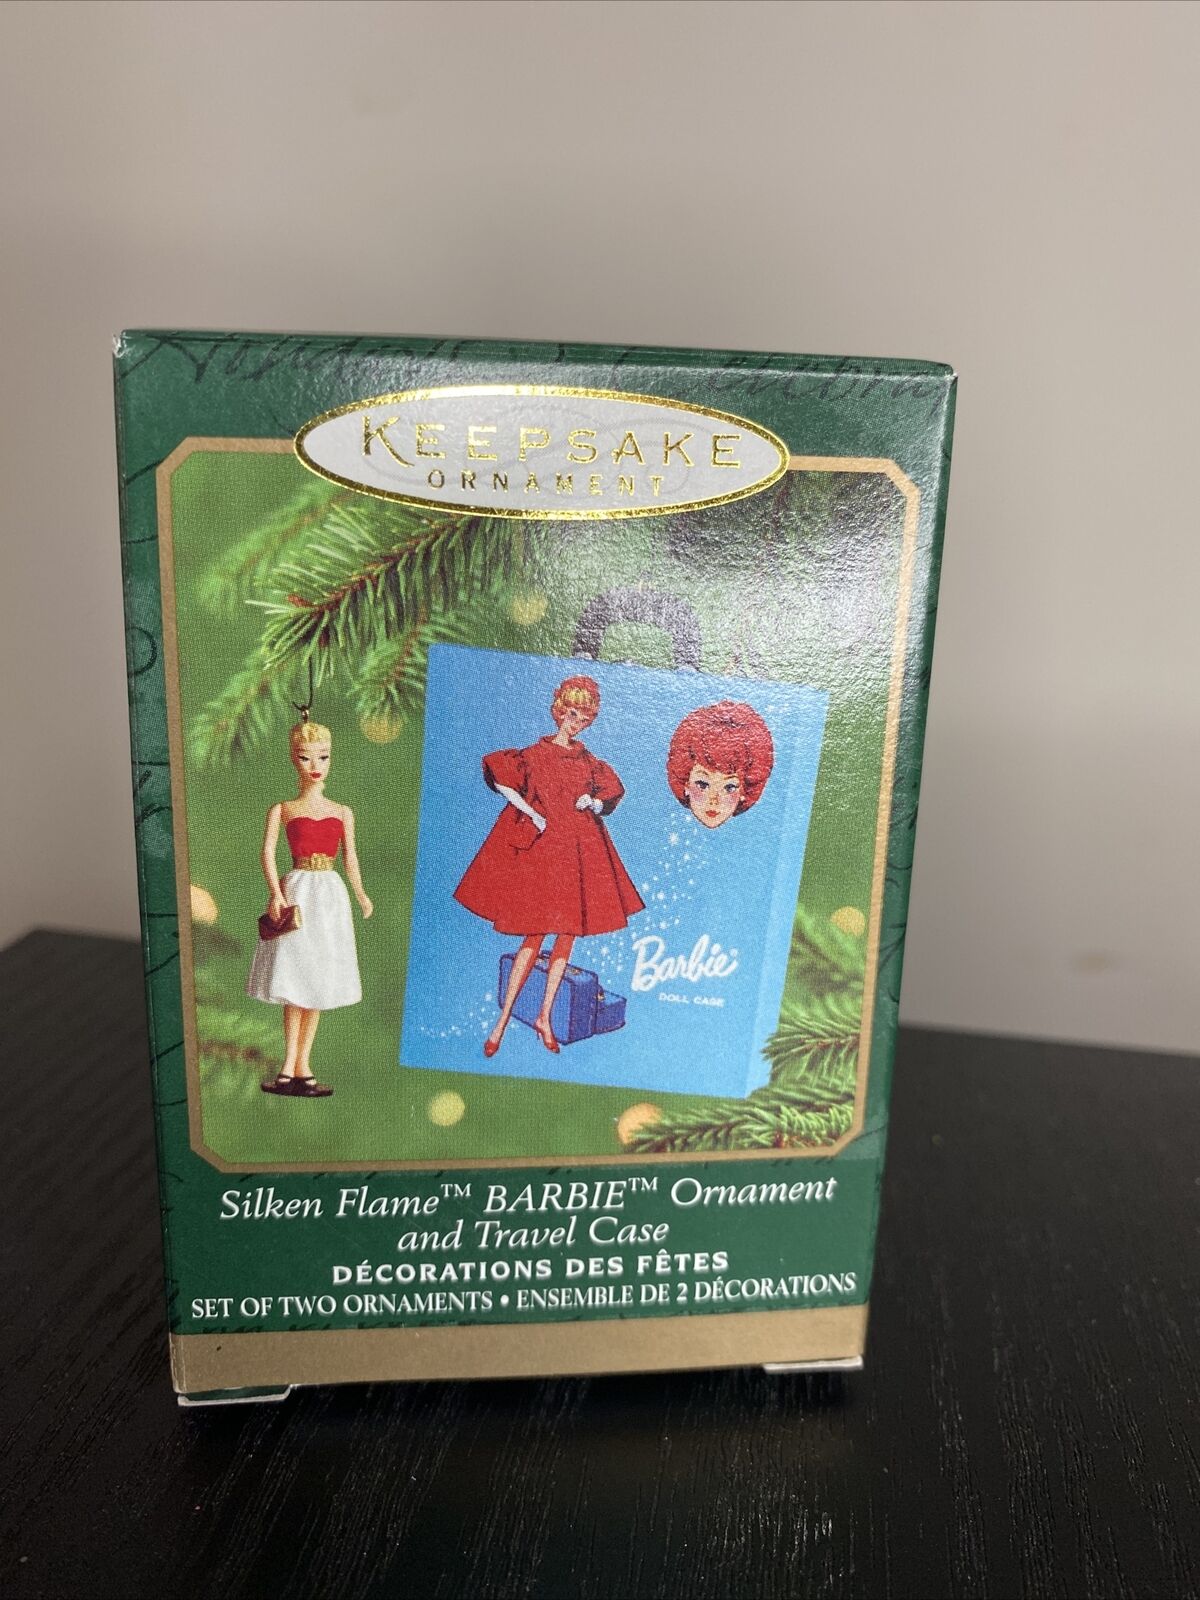 KEEPSAKE
ORNAMENT
Barbie
DOLL CASE
Silken Flame™ BARBIE™ Ornament
and Travel Case
DÉCORATIONS DES FÊTES
SET OF TWO ORNAMENTS • ENSEMBLE DE 2 DÉCORATIONS